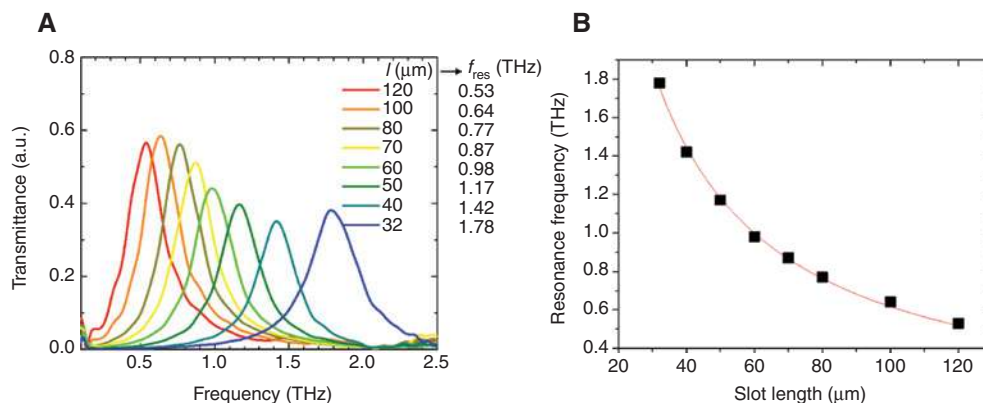 A
B
l (μm) → f_res (THz)
120 0.53
100 0.64
80 0.77
70 0.87
60 0.98
50 1.17
40 1.42
32 1.78
Transmittance (a.u.)
0.8
0.6
0.4
0.2
0.0
0.5 1.0 1.5 2.0 2.5
Frequency (THz)
Resonance frequency (THz)
1.8
1.6
1.4
1.2
1.0
0.8
0.6
0.4
20 40 60 80 100 120
Slot length (μm)